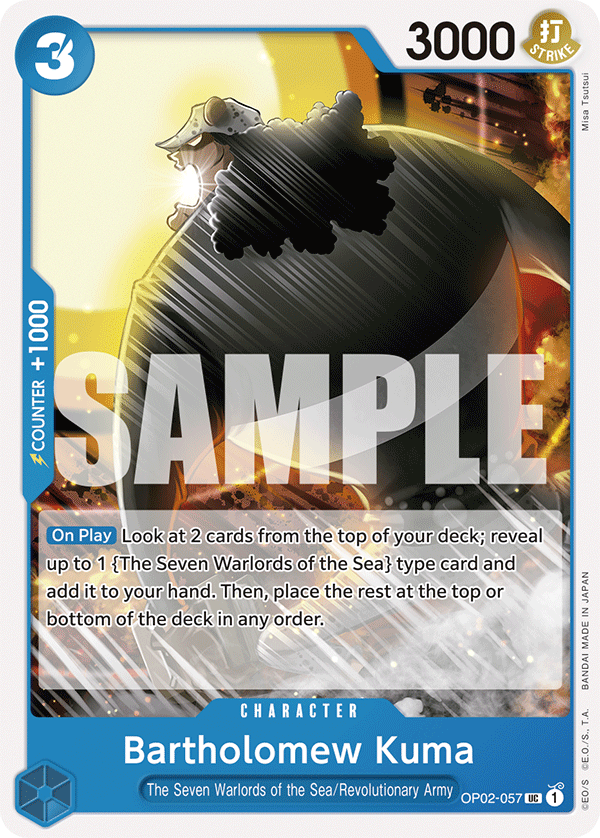 3
3000
打
STRIKE
Misa Tsutsui
COUNTER +1000
SAMPLE
On Play Look at 2 cards from the top of your deck; reveal
up to 1 {The Seven Warlords of the Sea} type card and
add it to your hand. Then, place the rest at the top or
bottom of the deck in any order.
CHARACTER
Bartholomew Kuma
The Seven Warlords of the Sea/Revolutionary Army
OP02-057 UC 1
©EO/S ©E.O./S., T.A. BANDAI MADE IN JAPAN